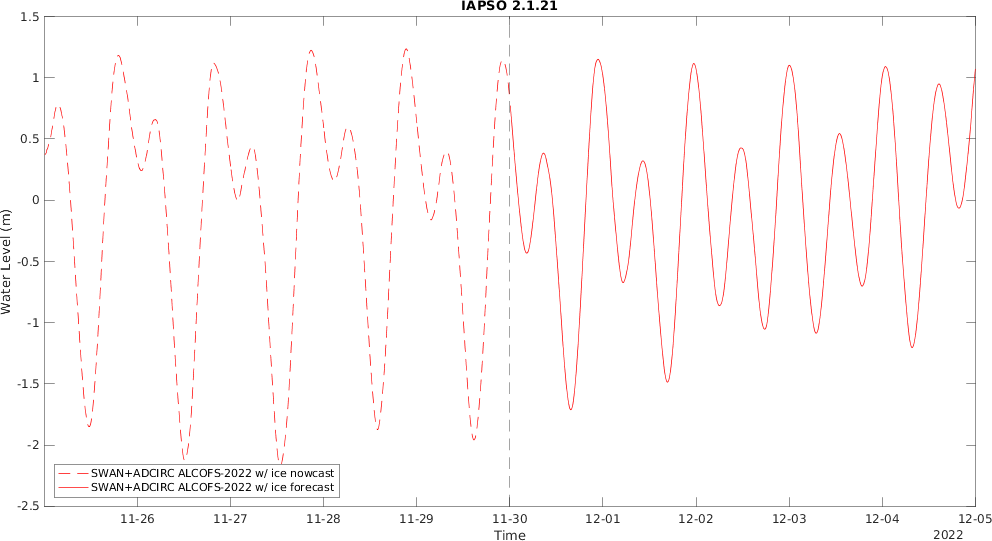 IAPSO 2.1.21
1.5
1
0.5
0
-0.5
-1
-1.5
-2
-2.5
Water Level (m)
SWAN+ADCIRC ALCOFS-2022 w/ ice nowcast
SWAN+ADCIRC ALCOFS-2022 w/ ice forecast
11-26 11-27 11-28 11-29 11-30 12-01 12-02 12-03 12-04 12-05
Time
2022